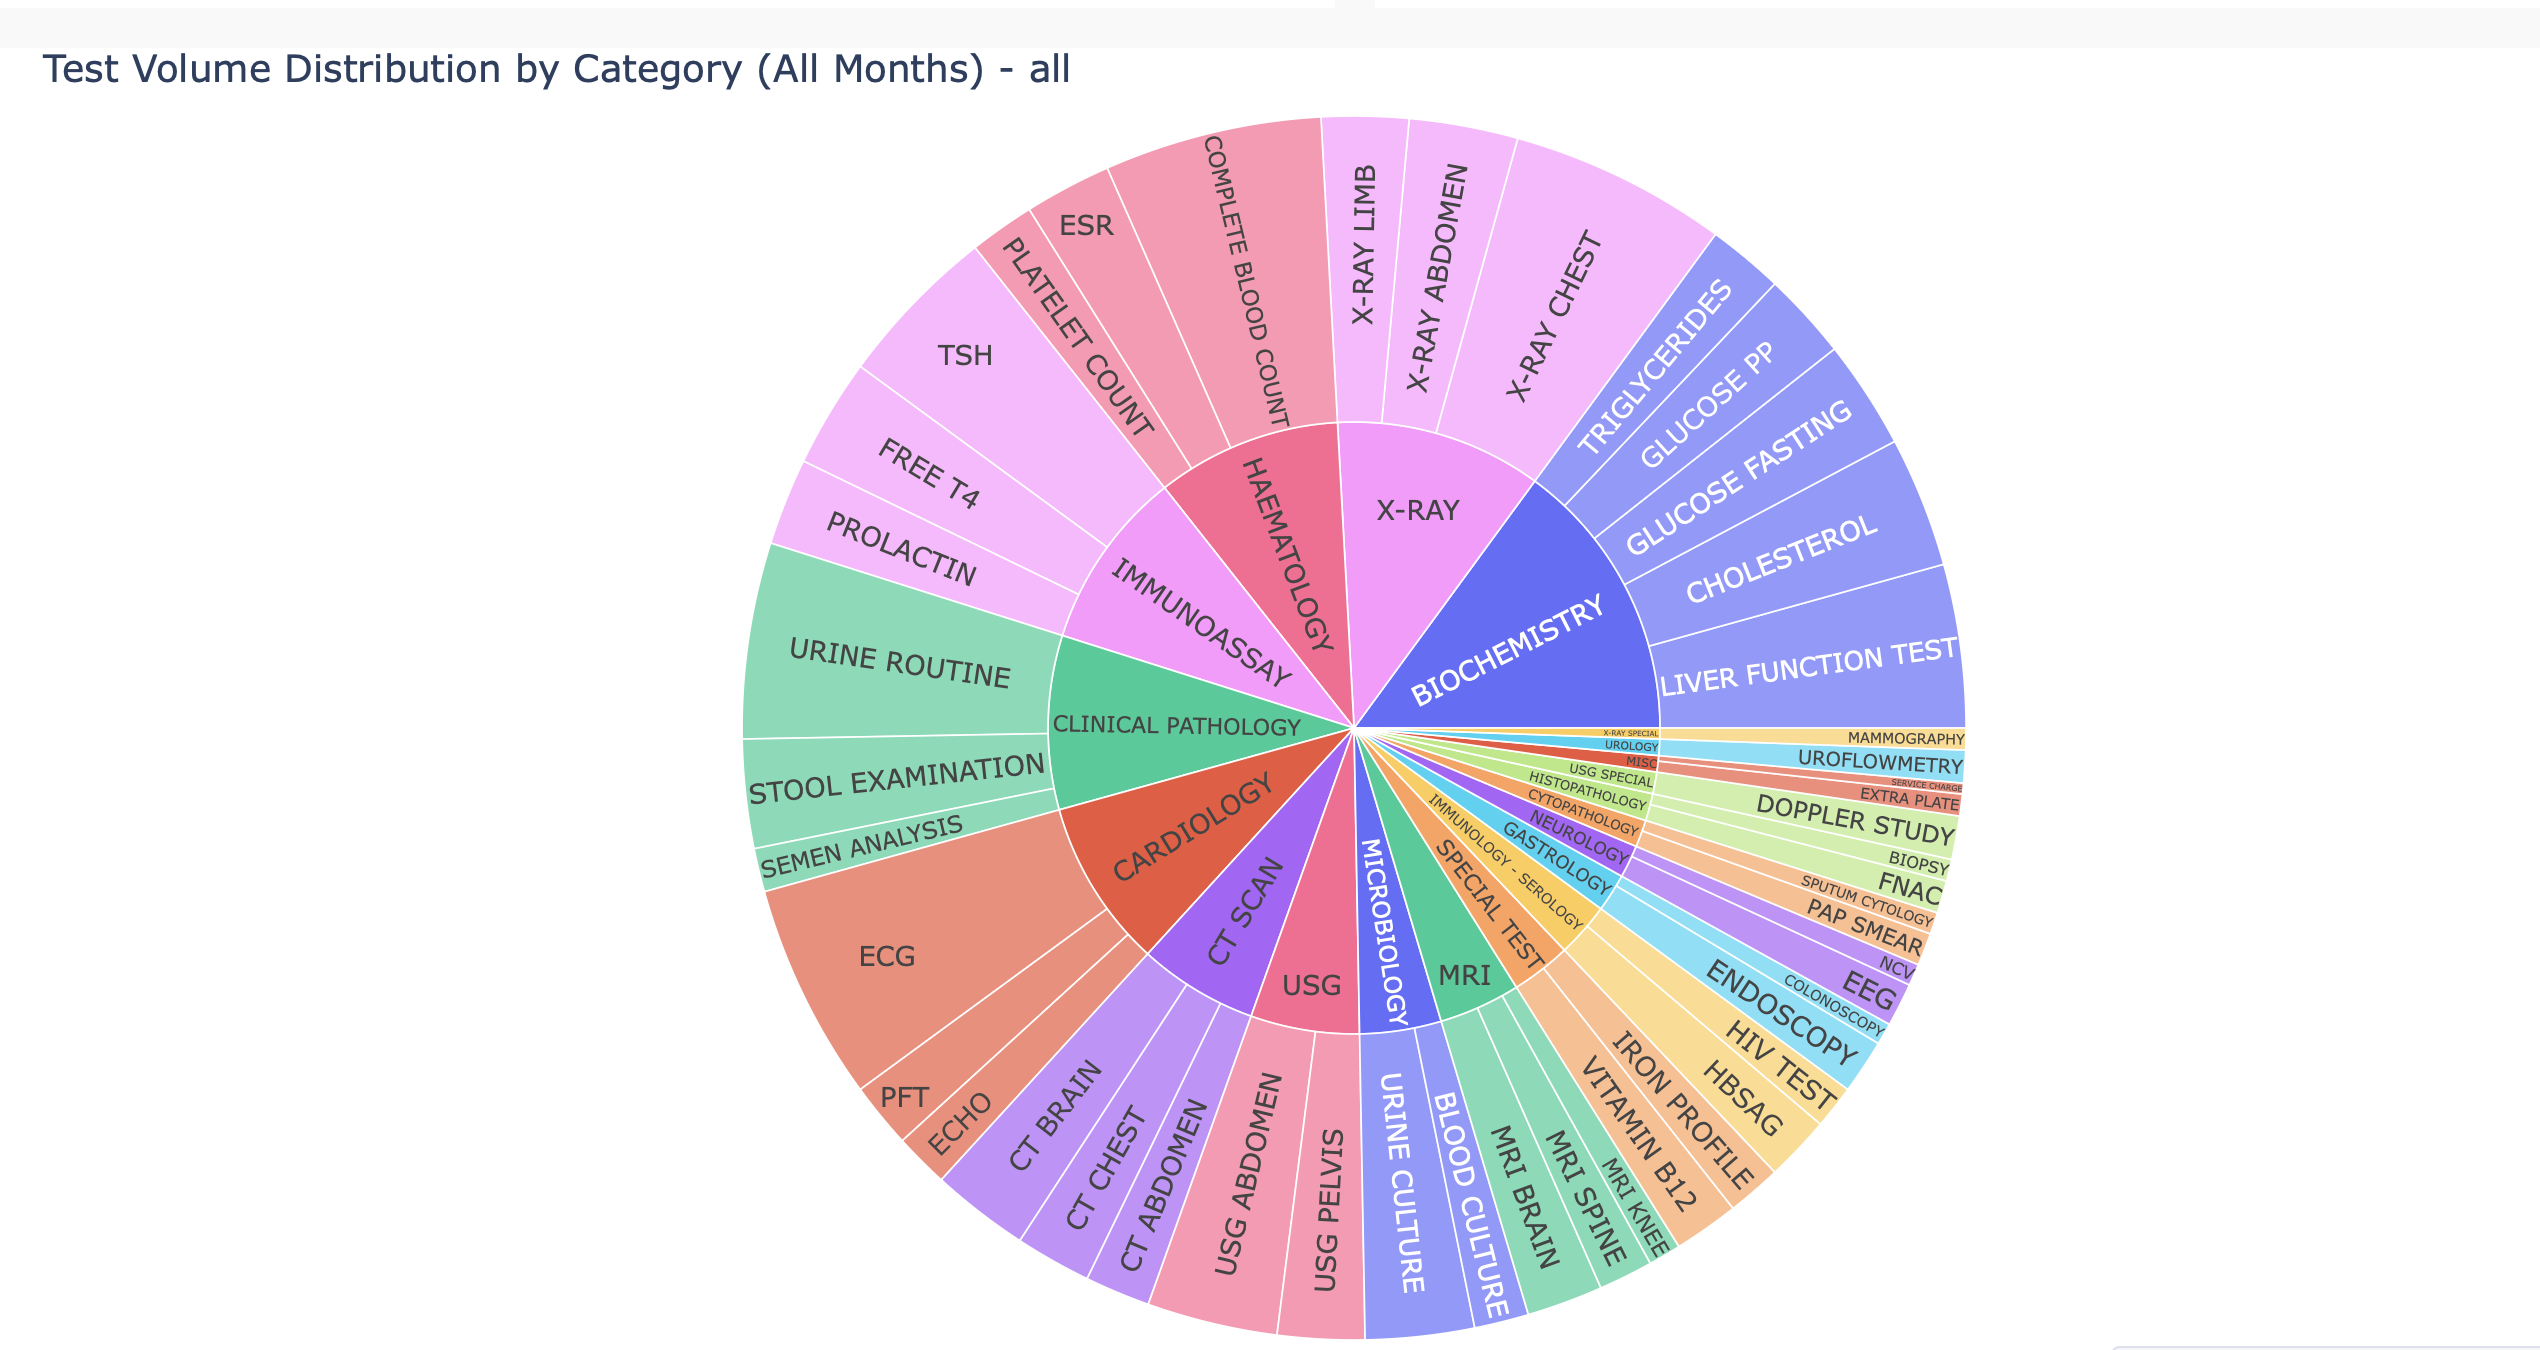 Test Volume Distribution by Category (All Months) - all
X-RAY LIMB
X-RAY ABDOMEN
X-RAY CHEST
COMPLETE BLOOD COUNT
ESR
PLATELET COUNT
TSH
FREE T4
PROLACTIN
URINE ROUTINE
STOOL EXAMINATION
SEMEN ANALYSIS
ECG
PFT
ECHO
CT BRAIN
CT CHEST
CT ABDOMEN
USG ABDOMEN
USG PELVIS
URINE CULTURE
BLOOD CULTURE
MRI BRAIN
MRI SPINE
MRI KNEE
VITAMIN B12
IRON PROFILE
HBSAG
HIV TEST
ENDOSCOPY
COLONOSCOPY
EEG
NCV
PAP SMEAR
SPUTUM CYTOLOGY
FNAC
BIOPSY
DOPPLER STUDY
EXTRA PLATE
SERVICE CHARGE
UROFLOWMETRY
MAMMOGRAPHY
LIVER FUNCTION TEST
CHOLESTEROL
GLUCOSE FASTING
GLUCOSE PP
TRIGLYCERIDES
X-RAY
HAEMATOLOGY
IMMUNOASSAY
CLINICAL PATHOLOGY
CARDIOLOGY
CT SCAN
USG
MICROBIOLOGY
MRI
SPECIAL TEST
IMMUNOLOGY - SEROLOGY
GASTROLOGY
NEUROLOGY
CYTOPATHOLOGY
HISTOPATHOLOGY
USG SPECIAL
MISC
UROLOGY
X-RAY SPECIAL
BIOCHEMISTRY